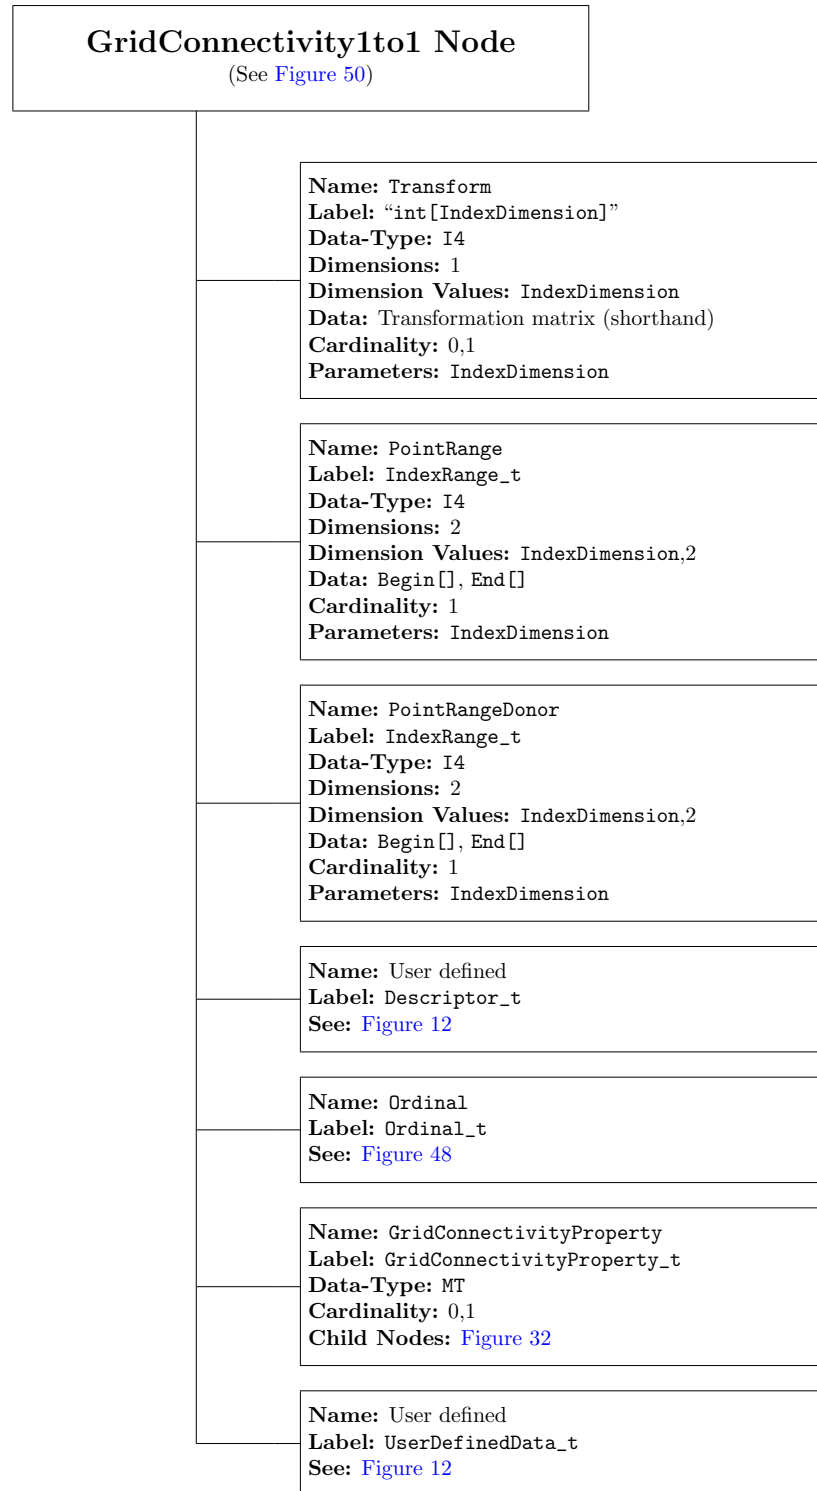 GridConnectivity1to1 Node
(See Figure 50)
Name: Transform
Label: “int[IndexDimension]”
Data-Type: I4
Dimensions: 1
Dimension Values: IndexDimension
Data: Transformation matrix (shorthand)
Cardinality: 0,1
Parameters: IndexDimension
Name: PointRange
Label: IndexRange_t
Data-Type: I4
Dimensions: 2
Dimension Values: IndexDimension,2
Data: Begin[], End[]
Cardinality: 1
Parameters: IndexDimension
Name: PointRangeDonor
Label: IndexRange_t
Data-Type: I4
Dimensions: 2
Dimension Values: IndexDimension,2
Data: Begin[], End[]
Cardinality: 1
Parameters: IndexDimension
Name: User defined
Label: Descriptor_t
See: Figure 12
Name: Ordinal
Label: Ordinal_t
See: Figure 48
Name: GridConnectivityProperty
Label: GridConnectivityProperty_t
Data-Type: MT
Cardinality: 0,1
Child Nodes: Figure 32
Name: User defined
Label: UserDefinedData_t
See: Figure 12